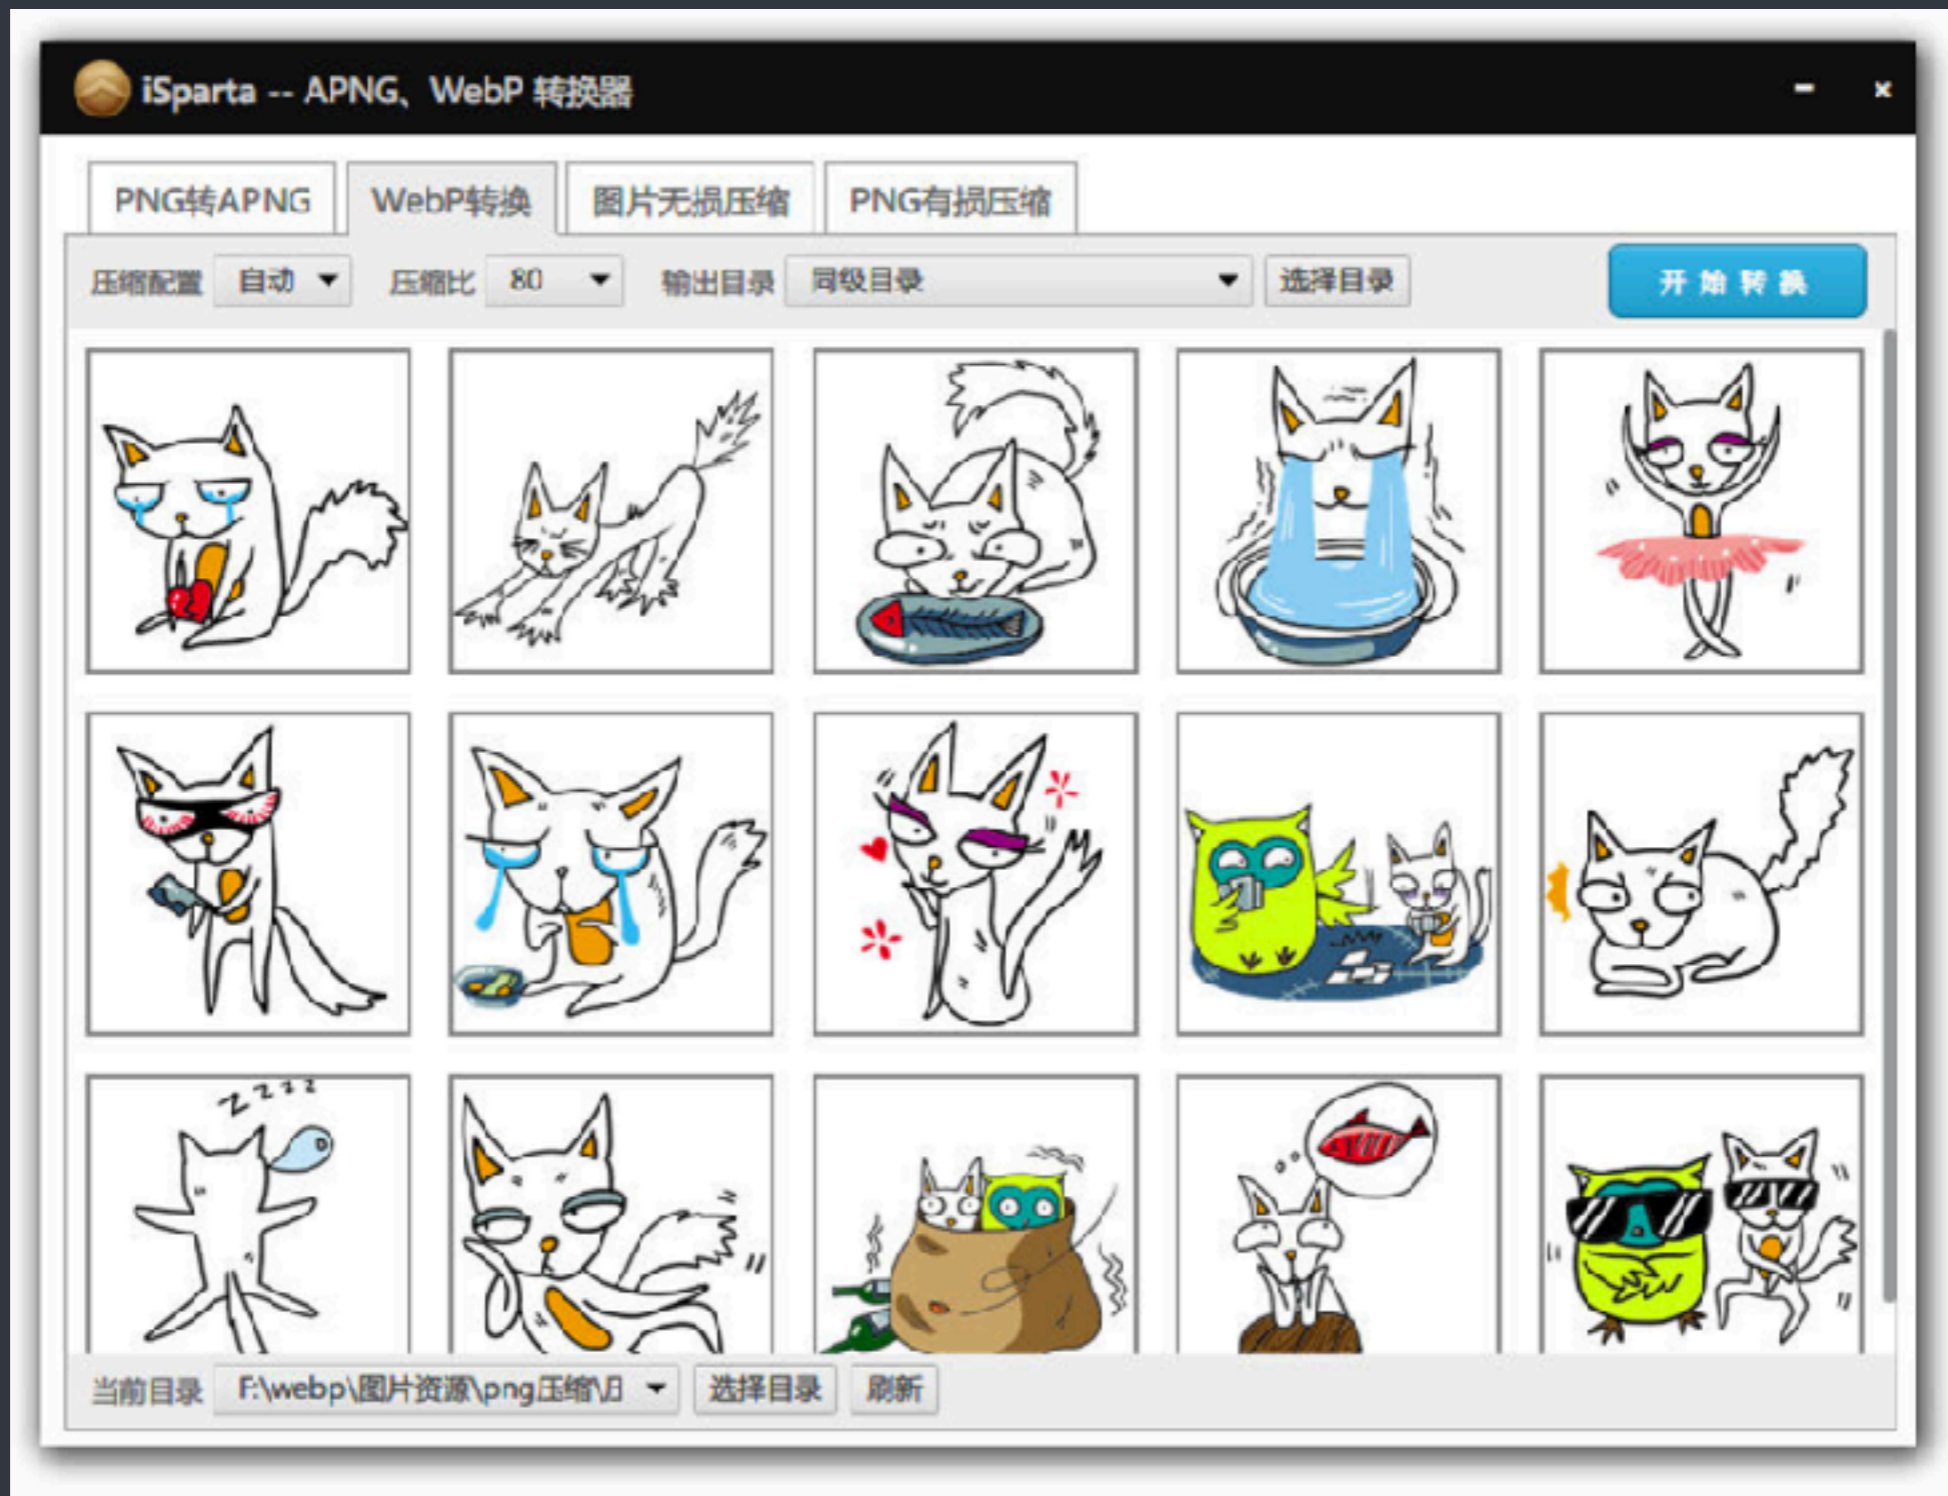 iSparta -- APNG、WebP 转换器
PNG转APNG WebP转换 图片无损压缩 PNG有损压缩
压缩配置 自动 压缩比 80 输出目录 同级目录 选择目录 开始转换
zzzz
当前目录 F:\webp\图片资源\png压缩\ 选择目录 刷新